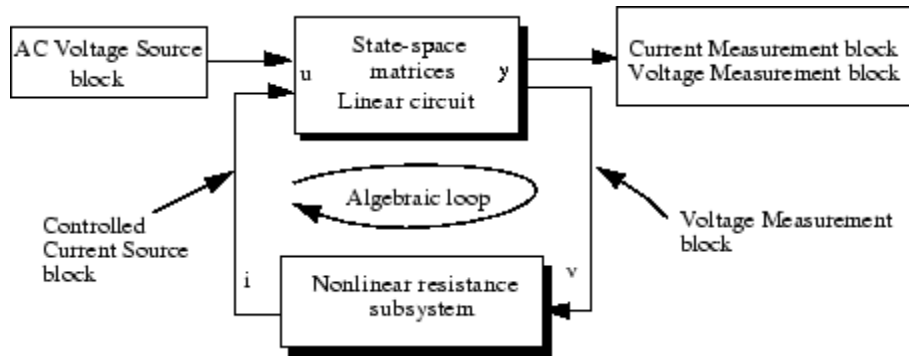 AC Voltage Source
block
u
State-space
matrices
Linear circuit
y
Current Measurement block
Voltage Measurement block
Algebraic loop
Controlled
Current Source
block
Voltage Measurement
block
i
Nonlinear resistance
subsystem
v